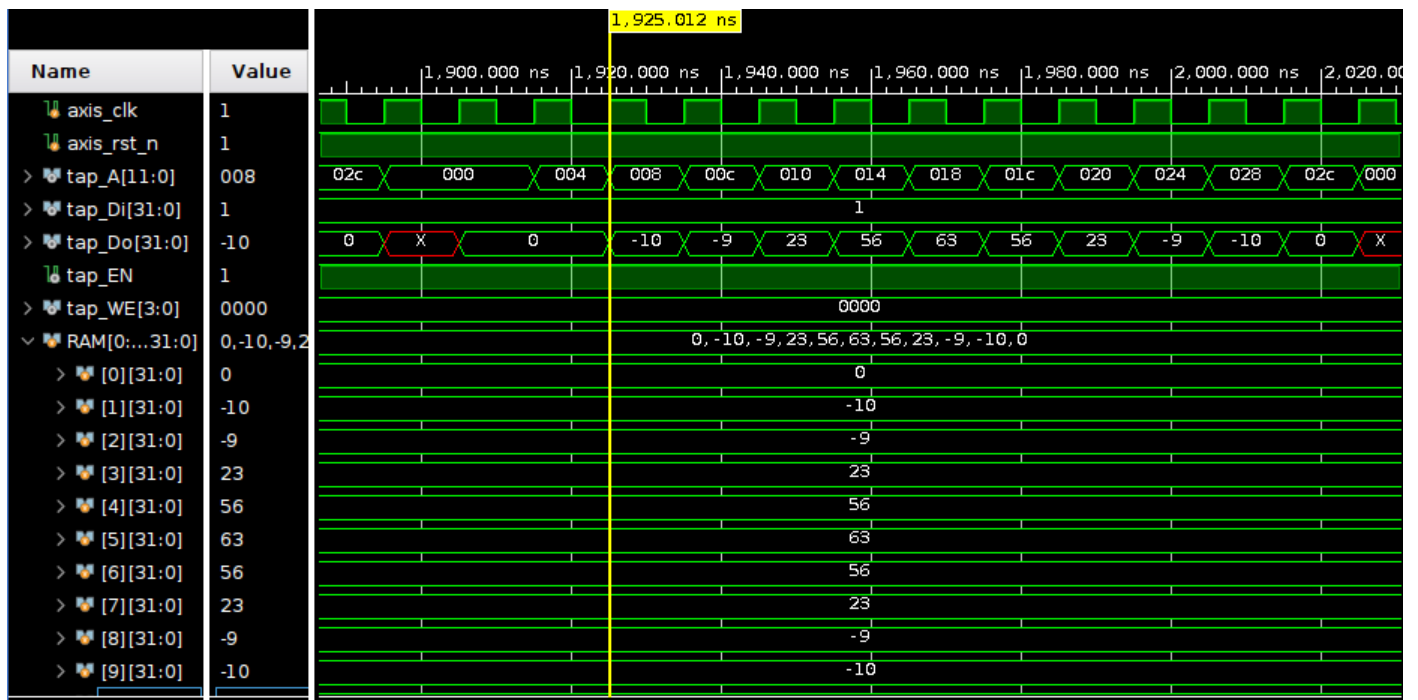 1,925.012 ns
Name Value 1,900.000 ns 1,920.000 ns 1,940.000 ns 1,960.000 ns 1,980.000 ns 2,000.000 ns 2,020.00
axis_clk 1
axis_rst_n 1
> tap_A[11:0] 008 02c 000 004 008 00c 010 014 018 01c 020 024 028 02c 000
> tap_Di[31:0] 1 1
> tap_Do[31:0] -10 0 X 0 -10 -9 23 56 63 56 23 -9 -10 0 X
tap_EN 1
> tap_WE[3:0] 0000 0000
RAM[0:...31:0] 0,-10,-9,2 0,-10,-9,23,56,63,56,23,-9,-10,0
> [0][31:0] 0 0
> [1][31:0] -10 -10
> [2][31:0] -9 -9
> [3][31:0] 23 23
> [4][31:0] 56 56
> [5][31:0] 63 63
> [6][31:0] 56 56
> [7][31:0] 23 23
> [8][31:0] -9 -9
> [9][31:0] -10 -10